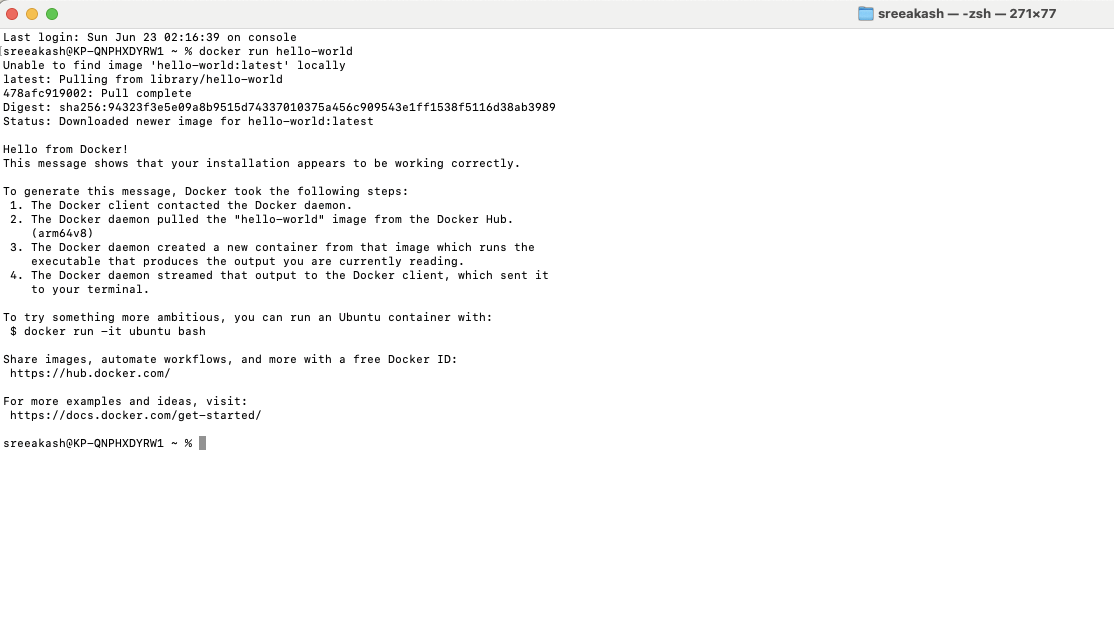 sreeakash — -zsh — 271×77
Last login: Sun Jun 23 02:16:39 on console
sreeakash@KP-QNPHXDYRW1 ~ % docker run hello-world
Unable to find image 'hello-world:latest' locally
latest: Pulling from library/hello-world
478afc919002: Pull complete
Digest: sha256:94323f3e5e09a8b9515d74337010375a456c909543e1ff1538f5116d38ab3989
Status: Downloaded newer image for hello-world:latest

Hello from Docker!
This message shows that your installation appears to be working correctly.

To generate this message, Docker took the following steps:
 1. The Docker client contacted the Docker daemon.
 2. The Docker daemon pulled the "hello-world" image from the Docker Hub.
    (arm64v8)
 3. The Docker daemon created a new container from that image which runs the
    executable that produces the output you are currently reading.
 4. The Docker daemon streamed that output to the Docker client, which sent it
    to your terminal.

To try something more ambitious, you can run an Ubuntu container with:
 $ docker run -it ubuntu bash

Share images, automate workflows, and more with a free Docker ID:
 https://hub.docker.com/

For more examples and ideas, visit:
 https://docs.docker.com/get-started/

sreeakash@KP-QNPHXDYRW1 ~ %